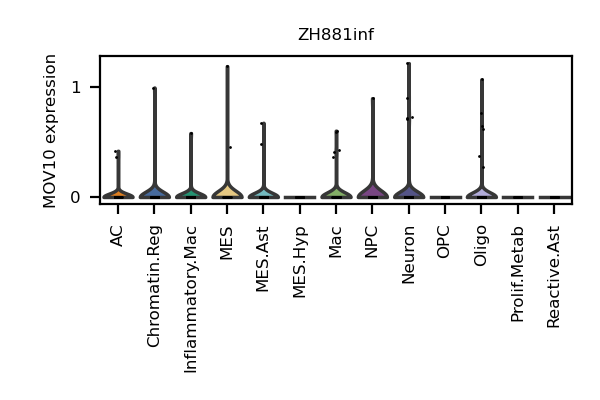 ZH881inf
MOV10 expression
1
0
AC
Chromatin.Reg
Inflammatory.Mac
MES
MES.Ast
MES.Hyp
Mac
NPC
Neuron
OPC
Oligo
Prolif.Metab
Reactive.Ast